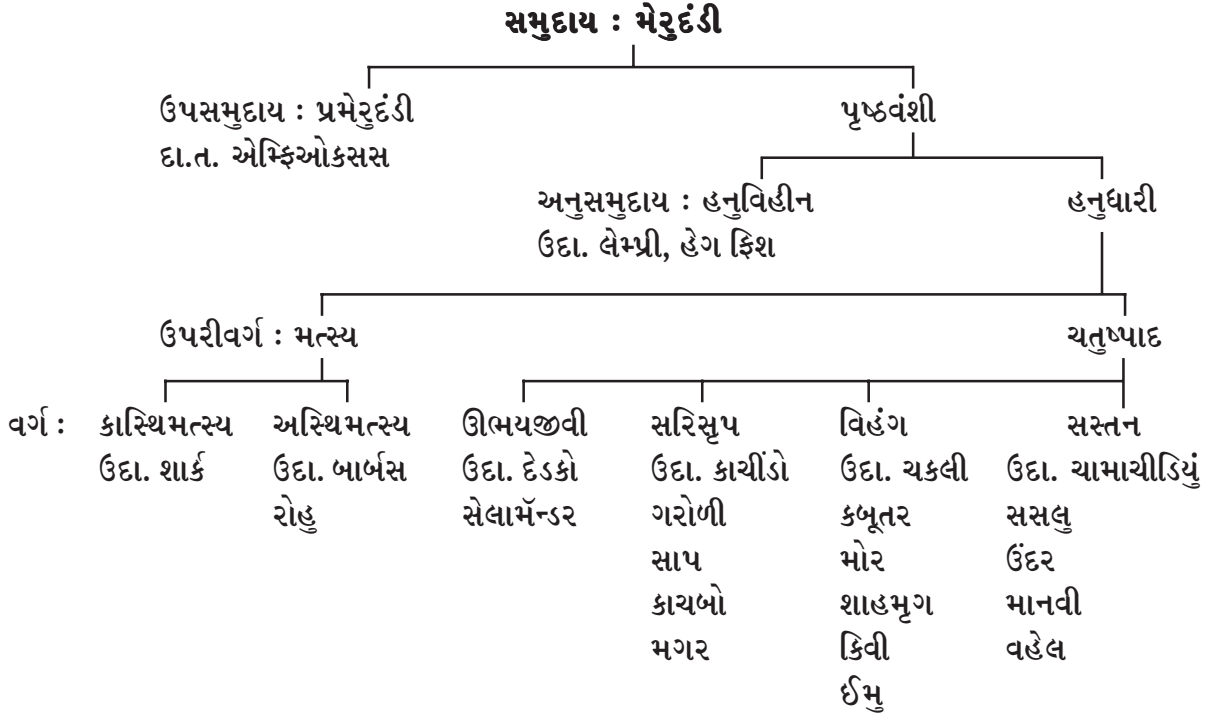 સમુદાય : મેરુદંડી
ઉપસમુદાય : પ્રમેરુદંડી પૃષ્ઠવંશી
દા.ત. એમ્ફિઓક્સસ
અનુસમુદાય : હનુવિહીન હનુધારી
ઉદા. લેમ્પ્રી, હેગ ફિશ
ઉપરીવર્ગ : મત્સ્ય ચતુષ્પાદ
વર્ગ : કાસ્થિમત્સ્ય અસ્થિમત્સ્ય ઊભયજીવી સરિસૃપ વિહંગ સસ્તન
ઉદા. શાર્ક ઉદા. બાર્બસ ઉદા. દેડકો ઉદા. કાચીંડો ઉદા. ચકલી ઉદા. ચામાચીડિયું
રોહુ સેલામૅન્ડર ગરોળી કબૂતર સસલુ
સાપ મોર ઉંદર
કાચબો શાહમૃગ માનવી
મગર કિવી વહેલ
ઈમુ